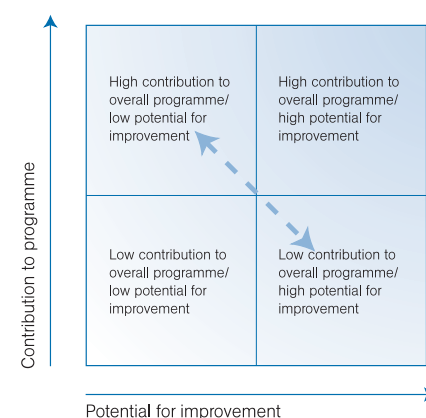 Contribution to programme
High contribution to
overall programme/
low potential for
improvement
High contribution to
overall programme/
high potential for
improvement
Low contribution to
overall programme/
low potential for
improvement
Low contribution to
overall programme/
high potential for
improvement
Potential for improvement